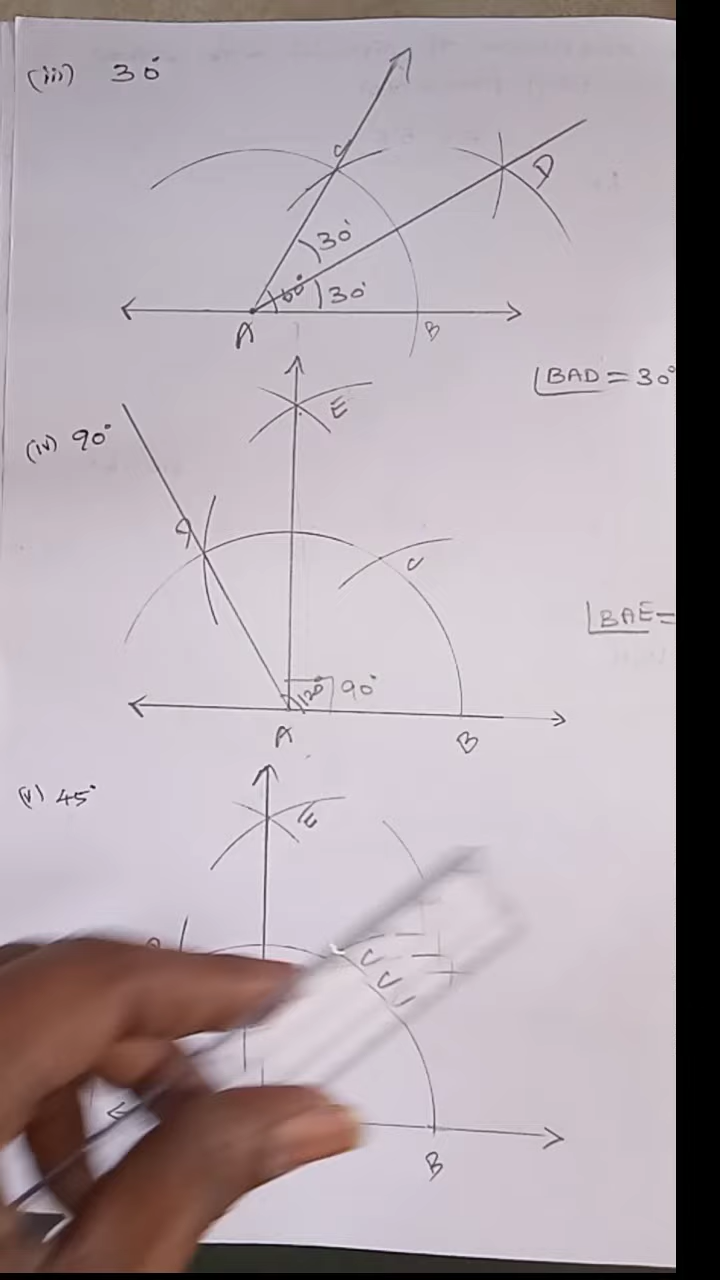 (iii) 30°
C
D
30°
60°
30°
A
B
∠BAD = 30°
E
(iv) 90°
C
∠BAE =
120°
90°
A
B
(v) 45°
E
C
C
C
B